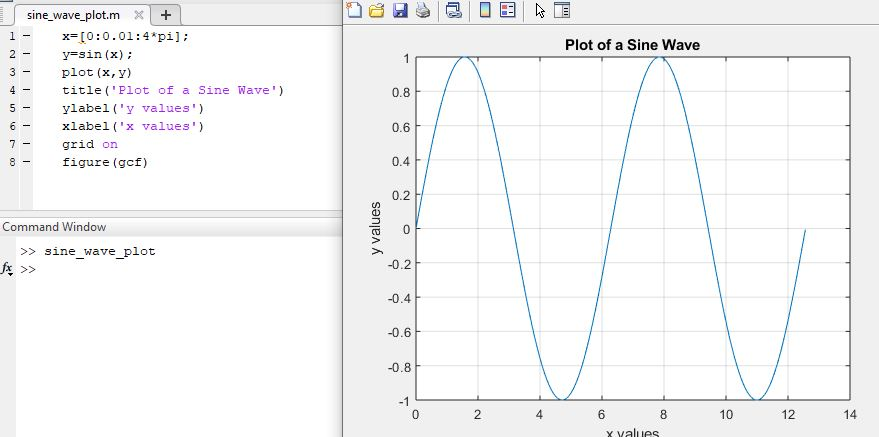 sine_wave_plot.m
1 – x=[0:0.01:4*pi];
2 – y=sin(x);
3 – plot(x,y)
4 – title('Plot of a Sine Wave')
5 – ylabel('y values')
6 – xlabel('x values')
7 – grid on
8 – figure(gcf)
Command Window
>> sine_wave_plot
fx >>
Plot of a Sine Wave
1
0.8
0.6
0.4
0.2
0
-0.2
-0.4
-0.6
-0.8
-1
y values
0 2 4 6 8 10 12 14
x values